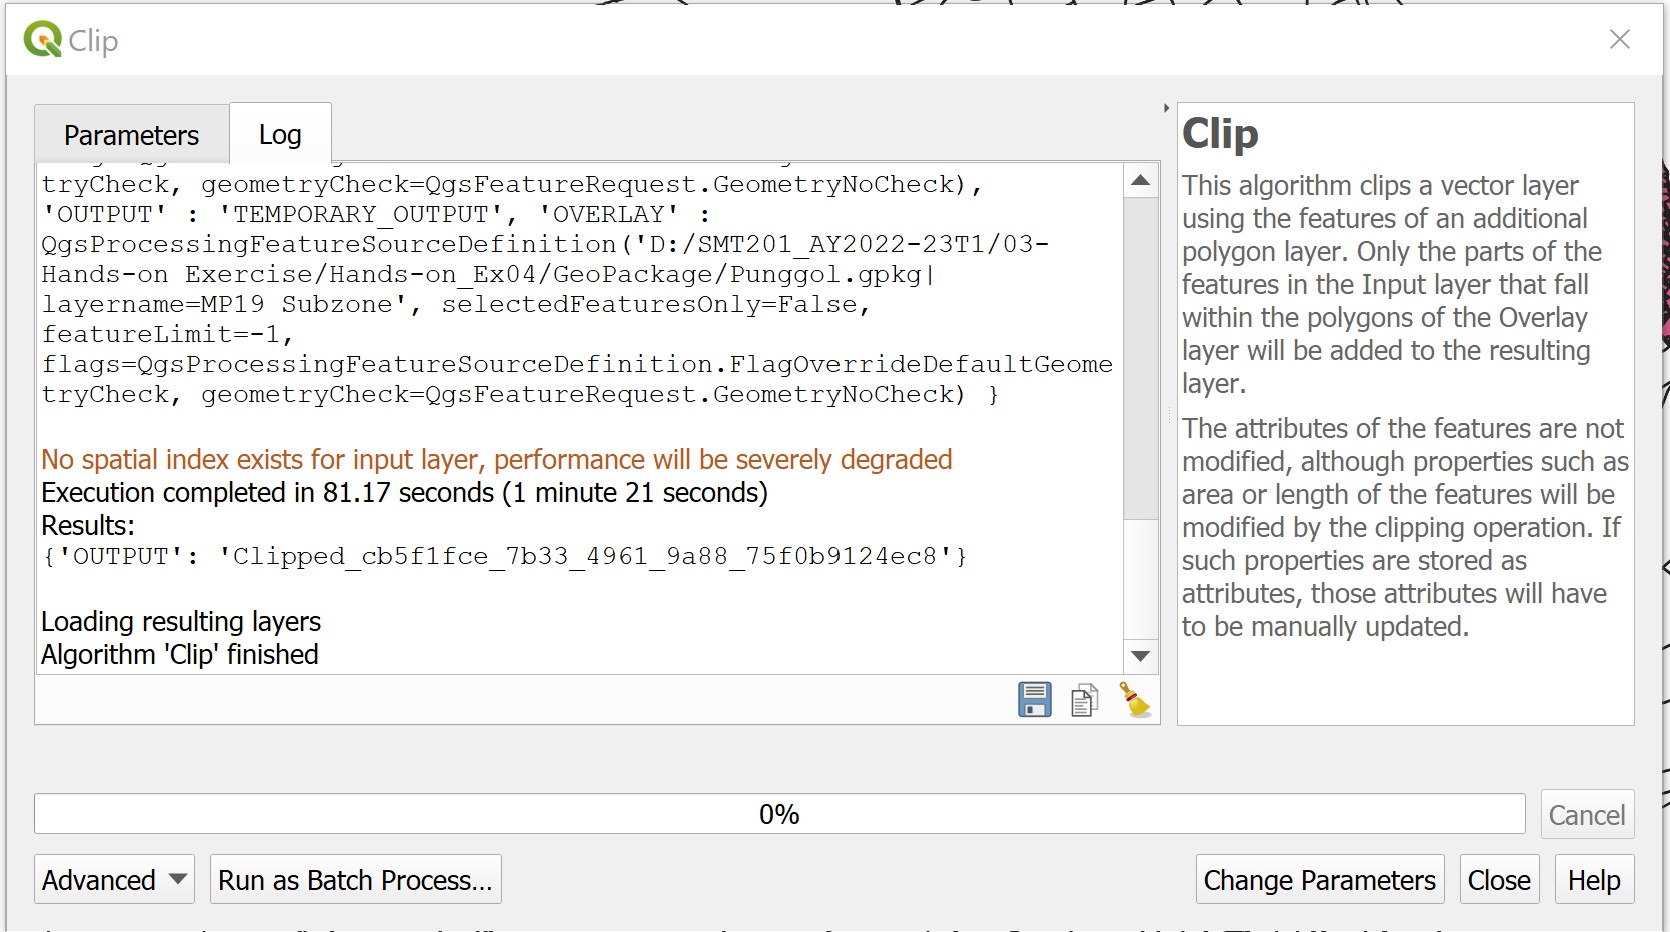 Clip
Parameters
Log
tryCheck, geometryCheck=QgsFeatureRequest.GeometryNoCheck),
'OUTPUT' : 'TEMPORARY_OUTPUT', 'OVERLAY' :
QgsProcessingFeatureSourceDefinition('D:/SMT201_AY2022-23T1/03-
Hands-on Exercise/Hands-on_Ex04/GeoPackage/Punggol.gpkg|
layername=MP19 Subzone', selectedFeaturesOnly=False,
featureLimit=-1,
flags=QgsProcessingFeatureSourceDefinition.FlagOverrideDefaultGeome
tryCheck, geometryCheck=QgsFeatureRequest.GeometryNoCheck) }
No spatial index exists for input layer, performance will be severely degraded
Execution completed in 81.17 seconds (1 minute 21 seconds)
Results:
{'OUTPUT': 'Clipped_cb5f1fce_7b33_4961_9a88_75f0b9124ec8'}
Loading resulting layers
Algorithm 'Clip' finished
Clip
This algorithm clips a vector layer
using the features of an additional
polygon layer. Only the parts of the
features in the Input layer that fall
within the polygons of the Overlay
layer will be added to the resulting
layer.
The attributes of the features are not
modified, although properties such as
area or length of the features will be
modified by the clipping operation. If
such properties are stored as
attributes, those attributes will have
to be manually updated.
0%
Cancel
Advanced
Run as Batch Process...
Change Parameters
Close
Help